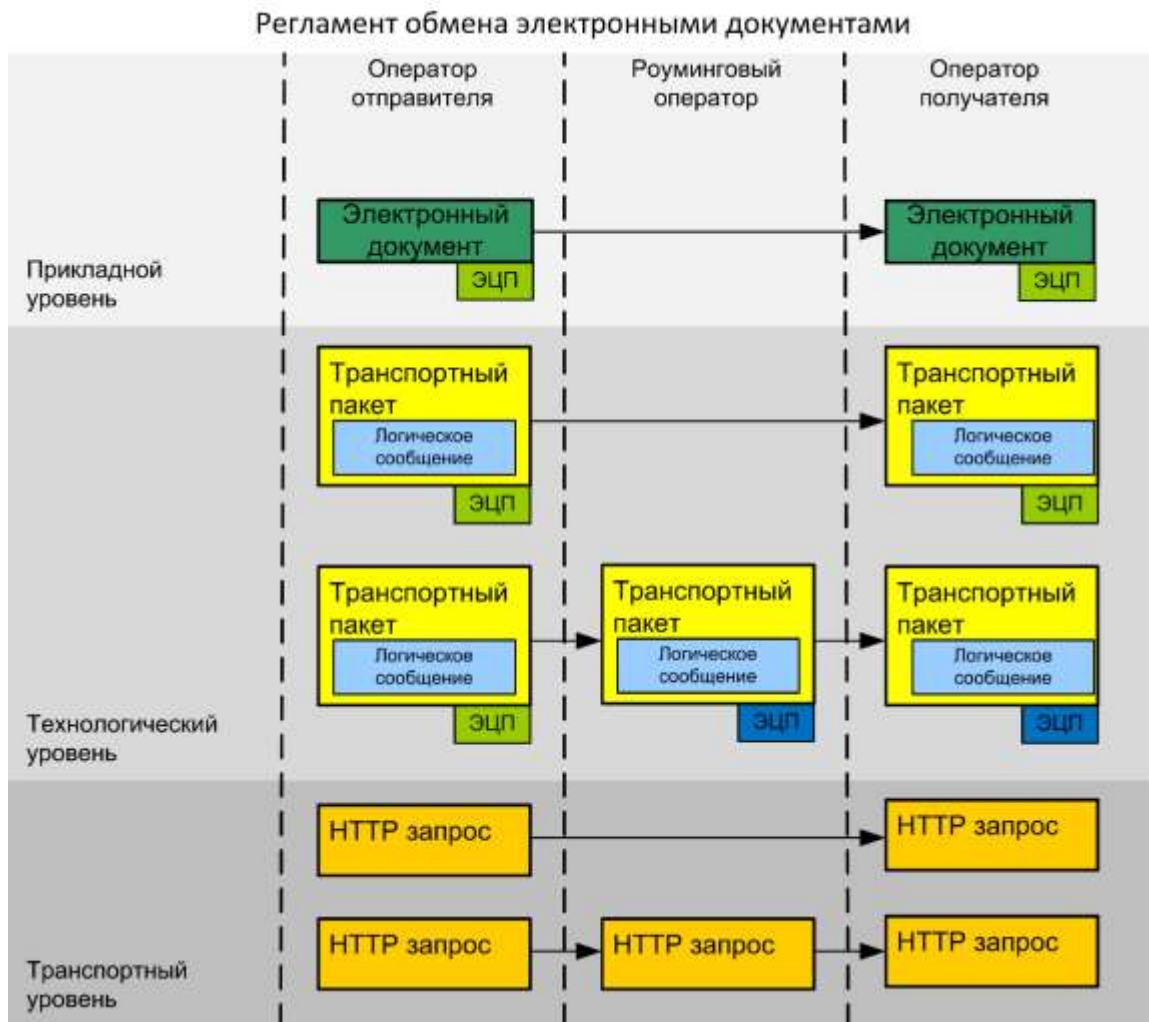 Регламент обмена электронными документами
Оператор
отправителя
Роуминговый
оператор
Оператор
получателя
Электронный
документ
ЭЦП
Электронный
документ
ЭЦП
Прикладной
уровень
Транспортный
пакет
Логическое
сообщение
ЭЦП
Транспортный
пакет
Логическое
сообщение
ЭЦП
Транспортный
пакет
Логическое
сообщение
ЭЦП
Транспортный
пакет
Логическое
сообщение
ЭЦП
Транспортный
пакет
Логическое
сообщение
ЭЦП
Технологический
уровень
HTTP запрос
HTTP запрос
HTTP запрос
HTTP запрос
HTTP запрос
Транспортный
уровень